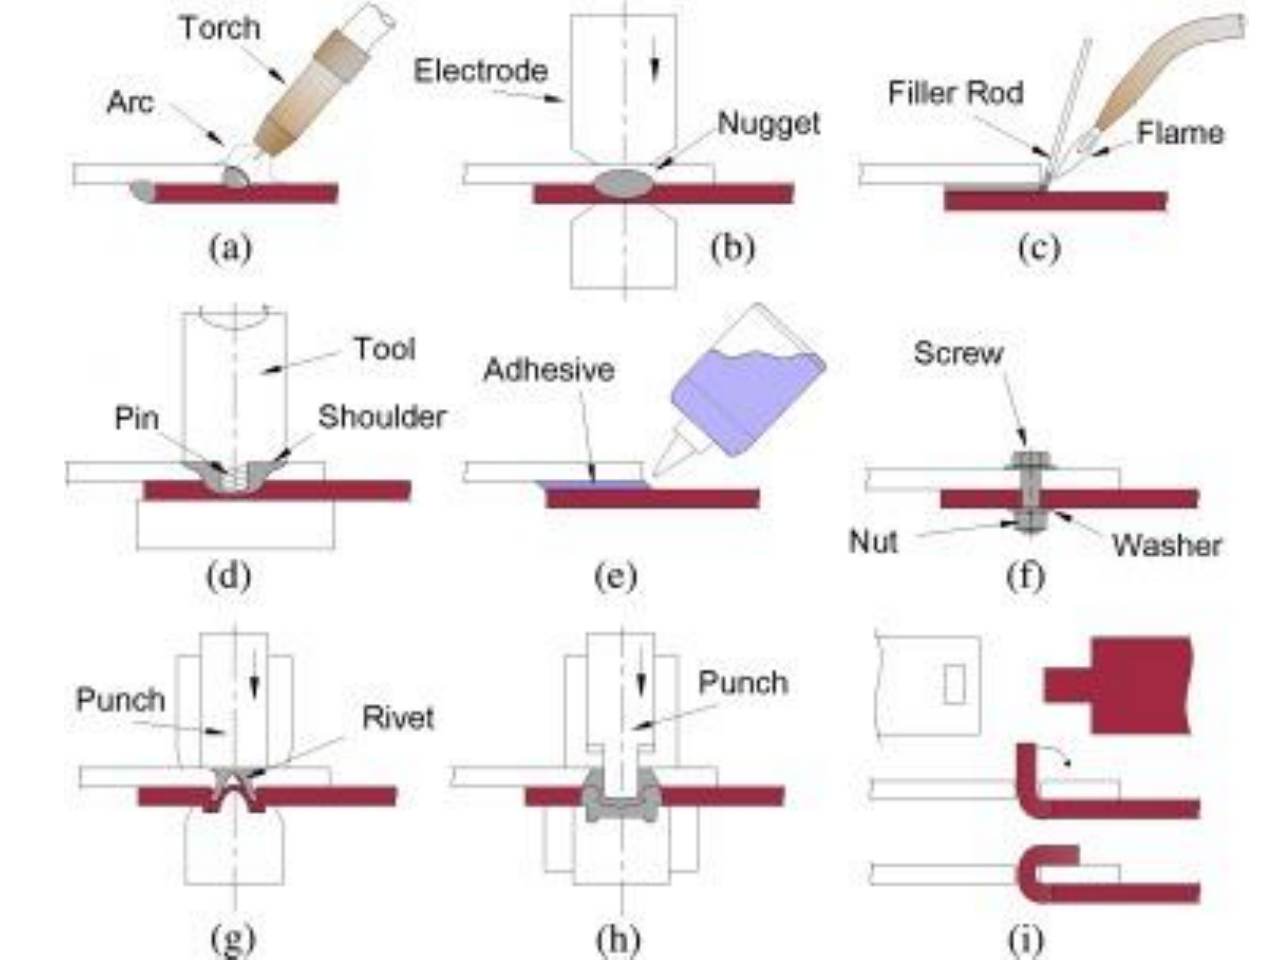 Torch
Arc
(a)
Electrode
Nugget
(b)
Filler Rod
Flame
(c)
Tool
Pin
Shoulder
(d)
Adhesive
(e)
Screw
Nut
Washer
(f)
Punch
Rivet
(g)
Punch
(h)
(i)